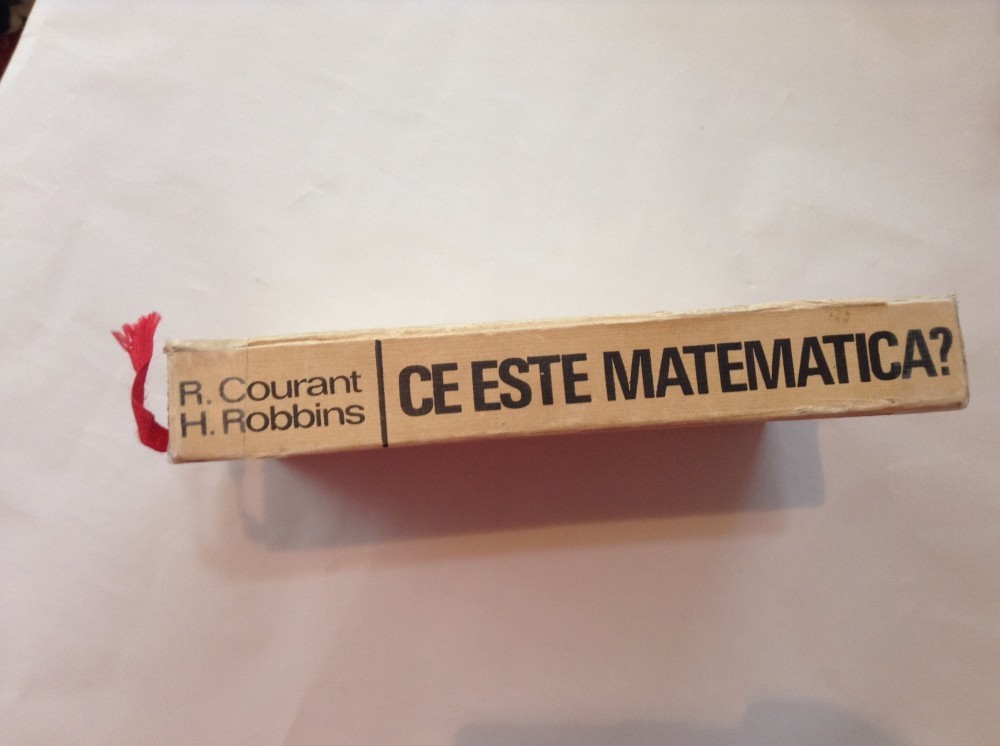 R. Courant
H. Robbins
CE ESTE MATEMATICA?